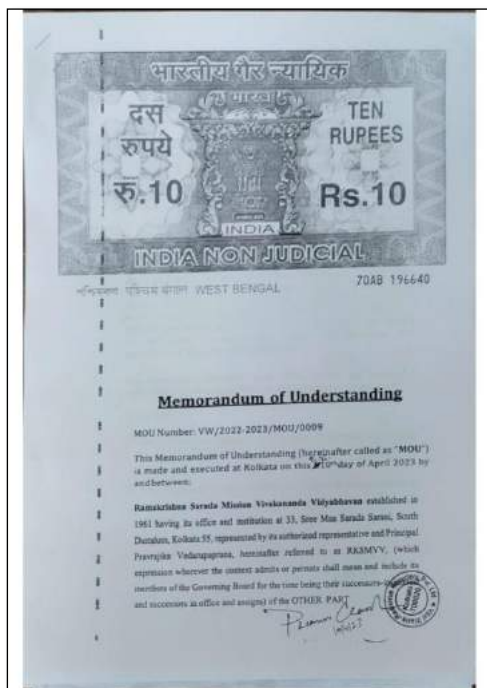 भारतीय गैर न्यायिक
भारत
दस
रुपये
रु.10
TEN
RUPEES
Rs.10
INDIA
INDIA NON JUDICIAL
पश्चिम बंगाल WEST BENGAL
70AB 196640
Memorandum of Understanding
MOU Number: VW/2022-2023/MOU/0009
This Memorandum of Understanding (hereinafter called as "MOU")
is made and executed at Kolkata on this 10th day of April 2023 by
and between:
Ramakrishna Sarada Mission Vivekananda Vidyabhavan established in
1961 having its office and institution at 33, Sree Maa Sarada Sarani, South
Dumdum, Kolkata 55, represented by its authorized representative and Principal
Pravrajika Vedarupaprana, hereinafter referred to as RKSMVV, (which
expression wherever the context admits or permits shall mean and include its
members of the Governing Board for the time being their successors
and successors in office and assigns) of the OTHER PART